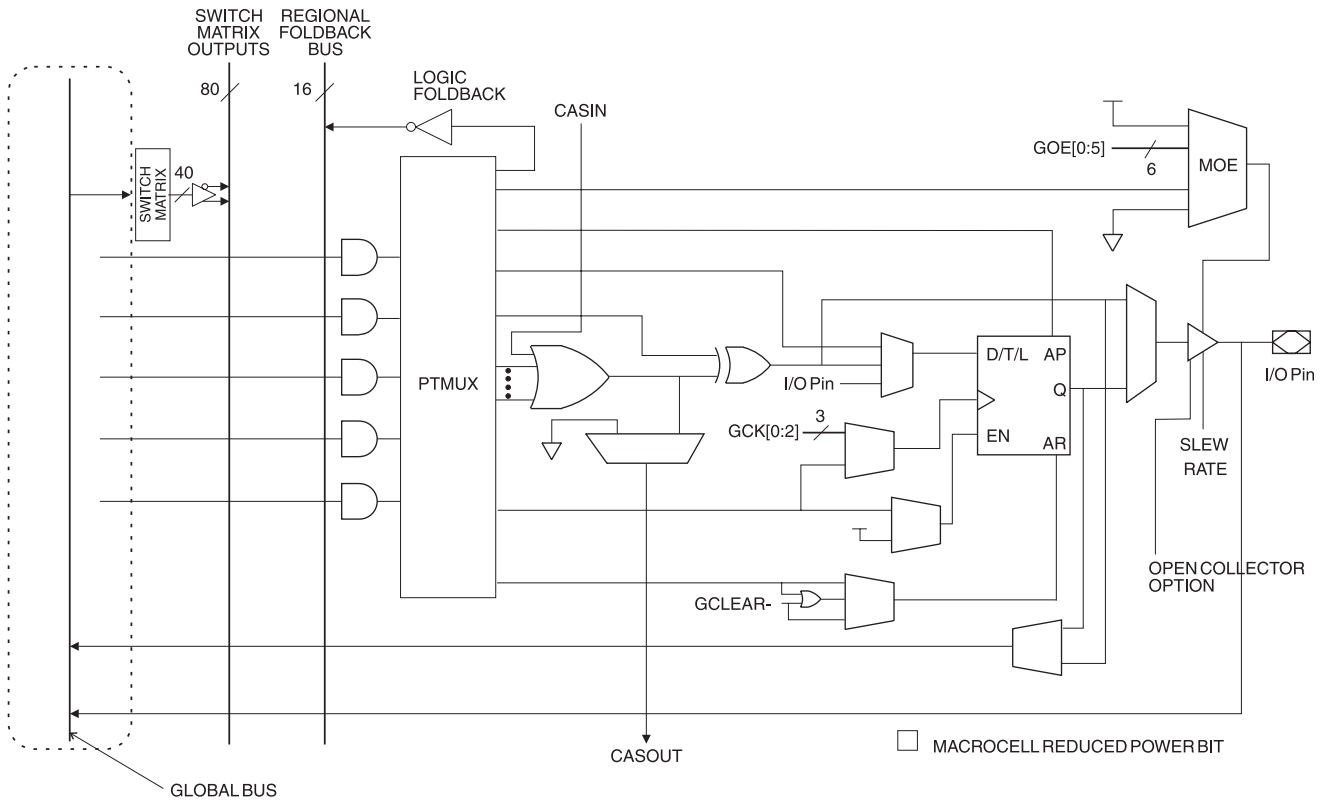 SWITCH
MATRIX
OUTPUTS
REGIONAL
FOLDBACK
BUS
80
16
LOGIC
FOLDBACK
CASIN
GOE[0:5]
6
MOE
SWITCH
MATRIX
40
PTMUX
D/T/L
AP
Q
EN
AR
I/O Pin
I/O Pin
GCK[0:2]
3
SLEW
RATE
OPEN COLLECTOR
OPTION
GCLEAR-
CASOUT
MACROCELL REDUCED POWER BIT
GLOBAL BUS